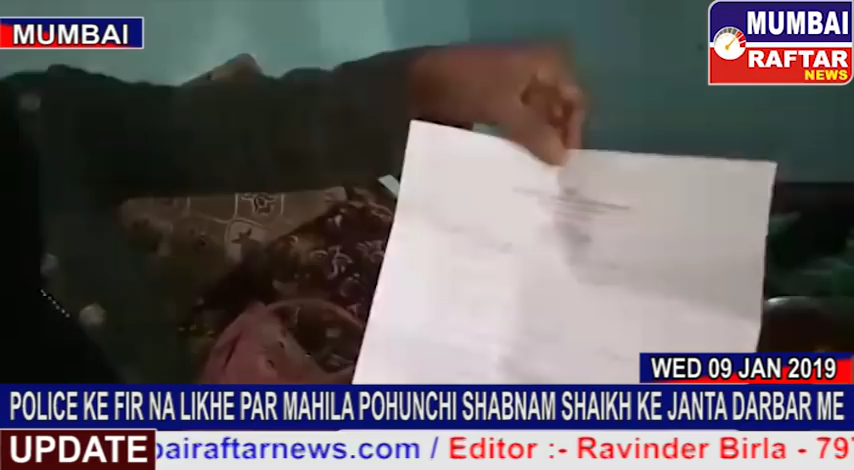 MUMBAI
MUMBAI
RAFTAR
NEWS
WED 09 JAN 2019
POLICE KE FIR NA LIKHE PAR MAHILA POHUNCHI SHABNAM SHAIKH KE JANTA DARBAR ME
UPDATE
bairaftarnews.com / Editor :- Ravinder Birla - 797